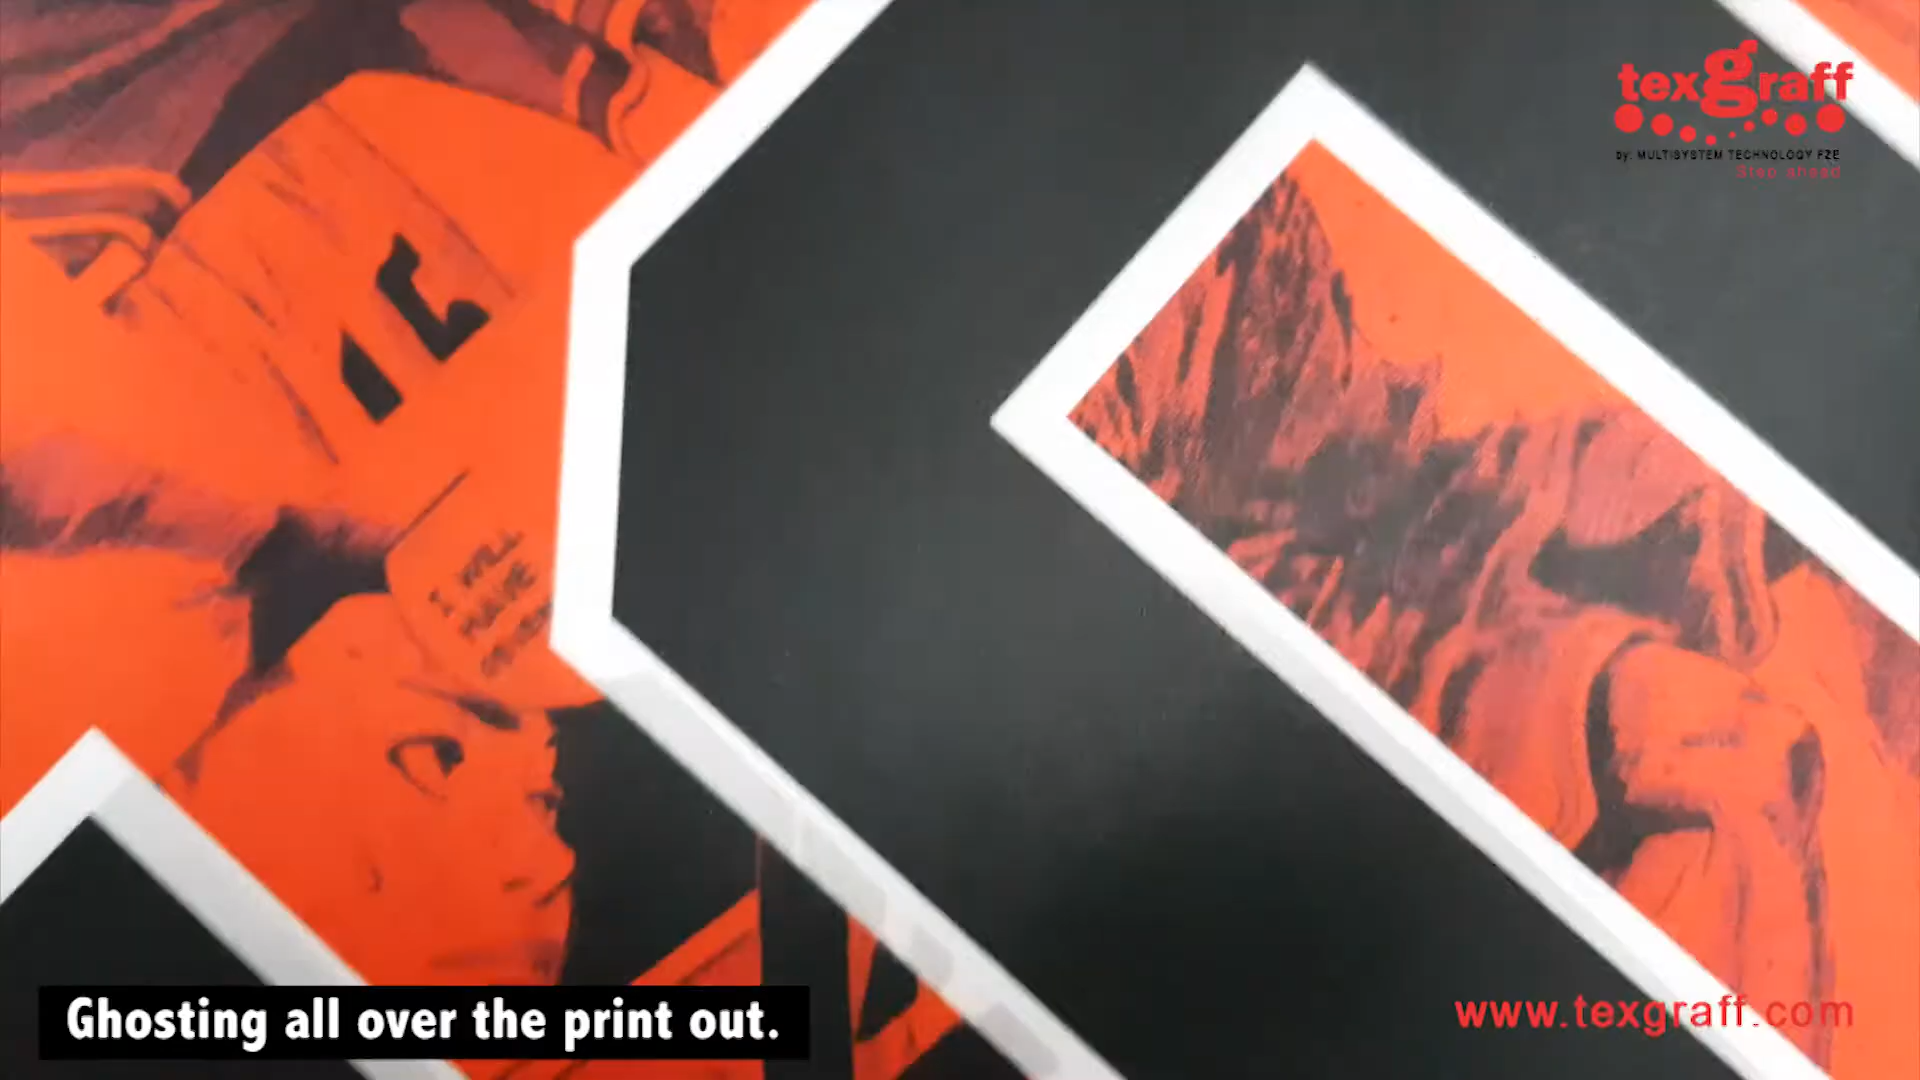 texgraff
by: MULTISYSTEM TECHNOLOGY FZE
Step ahead
I WILL
HAVE
Ghosting all over the print out.
www.texgraff.com